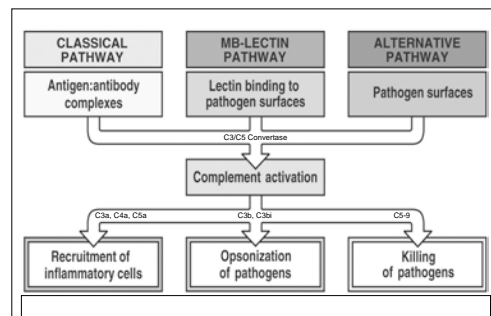 CLASSICAL
PATHWAY
MB-LECTIN
PATHWAY
ALTERNATIVE
PATHWAY
Antigen:antibody
complexes
Lectin binding to
pathogen surfaces
Pathogen surfaces
C3/C5 Convertase
Complement activation
C3a, C4a, C5a
C3b, C3bi
C5-9
Recruitment of
inflammatory cells
Opsonization
of pathogens
Killing
of pathogens